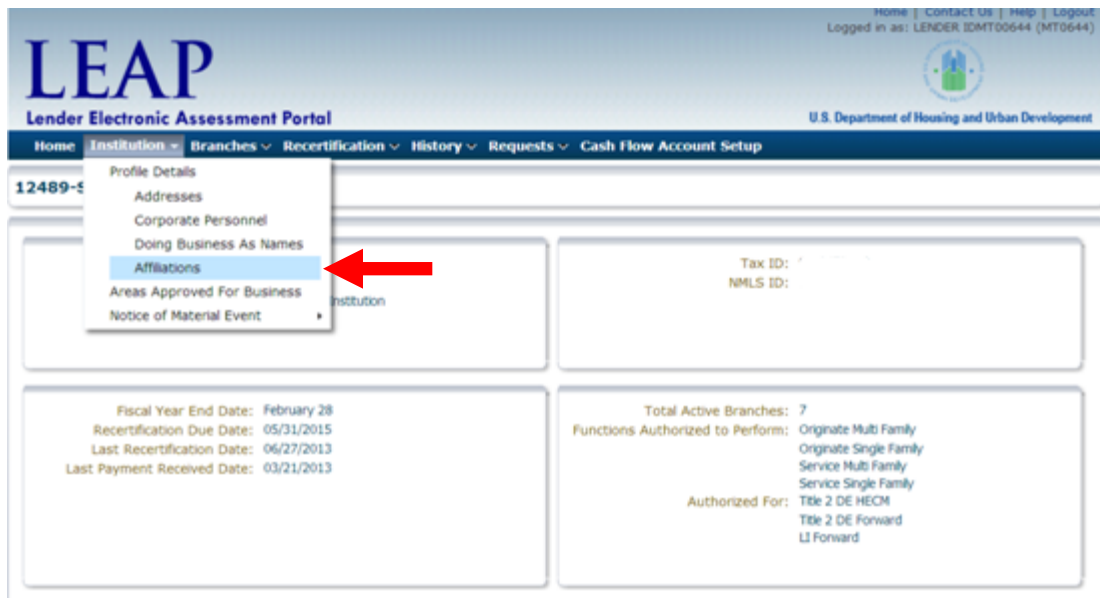 Home | Contact Us | Help | Logout
Logged in as: LENDER IDMT00644 (MT0644)
LEAP
Lender Electronic Assessment Portal
U.S. Department of Housing and Urban Development
Home Institution Branches Recertification History Requests Cash Flow Account Setup
12489-S
Profile Details
Addresses
Corporate Personnel
Doing Business As Names
Affiliations
Areas Approved For Business
Notice of Material Event
nstitution
Tax ID:
NMLS ID:
Fiscal Year End Date: February 28
Recertification Due Date: 05/31/2015
Last Recertification Date: 06/27/2013
Last Payment Received Date: 03/21/2013
Total Active Branches: 7
Functions Authorized to Perform: Originate Multi Family
Originate Single Family
Service Multi Family
Service Single Family
Authorized For: Title 2 DE HECM
Title 2 DE Forward
LI Forward